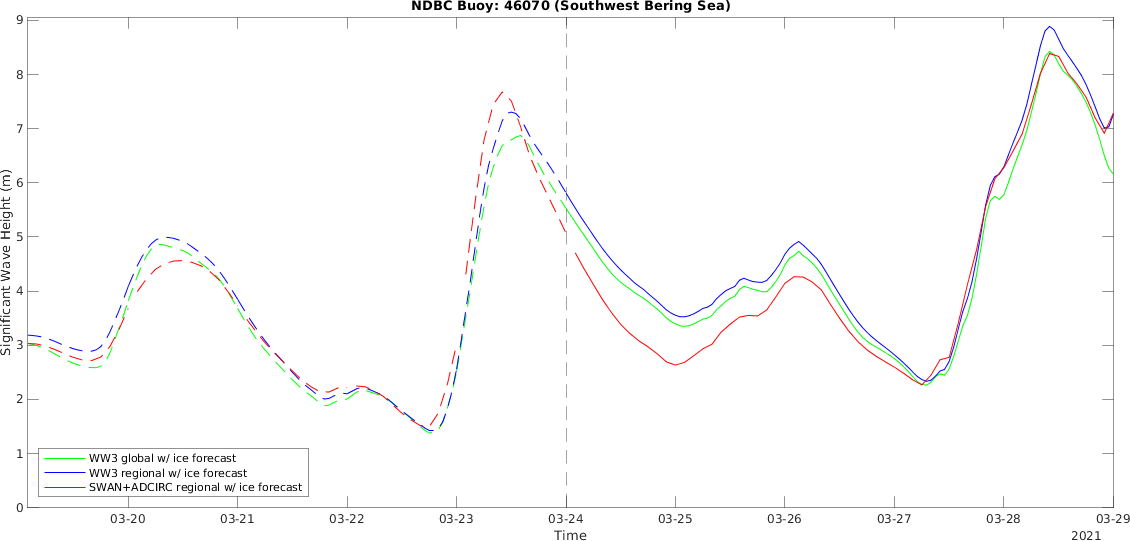 NDBC Buoy: 46070 (Southwest Bering Sea)
9
8
7
6
5
4
3
2
1
0
Significant Wave Height (m)
WW3 global w/ ice forecast
WW3 regional w/ ice forecast
SWAN+ADCIRC regional w/ ice forecast
03-20 03-21 03-22 03-23 03-24 03-25 03-26 03-27 03-28 03-29
Time
2021